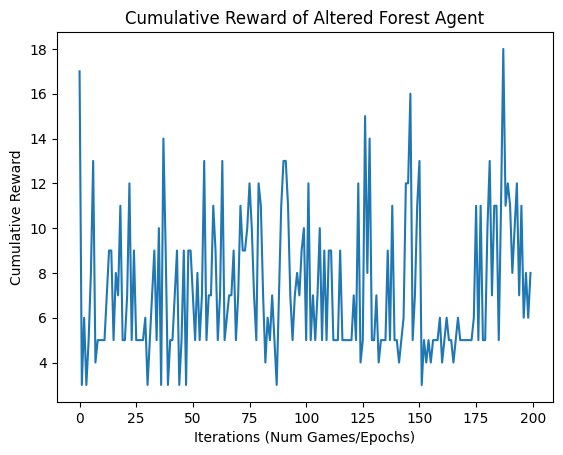 Cumulative Reward of Altered Forest Agent
18
16
14
12
10
8
6
4
Cumulative Reward
0 25 50 75 100 125 150 175 200
Iterations (Num Games/Epochs)